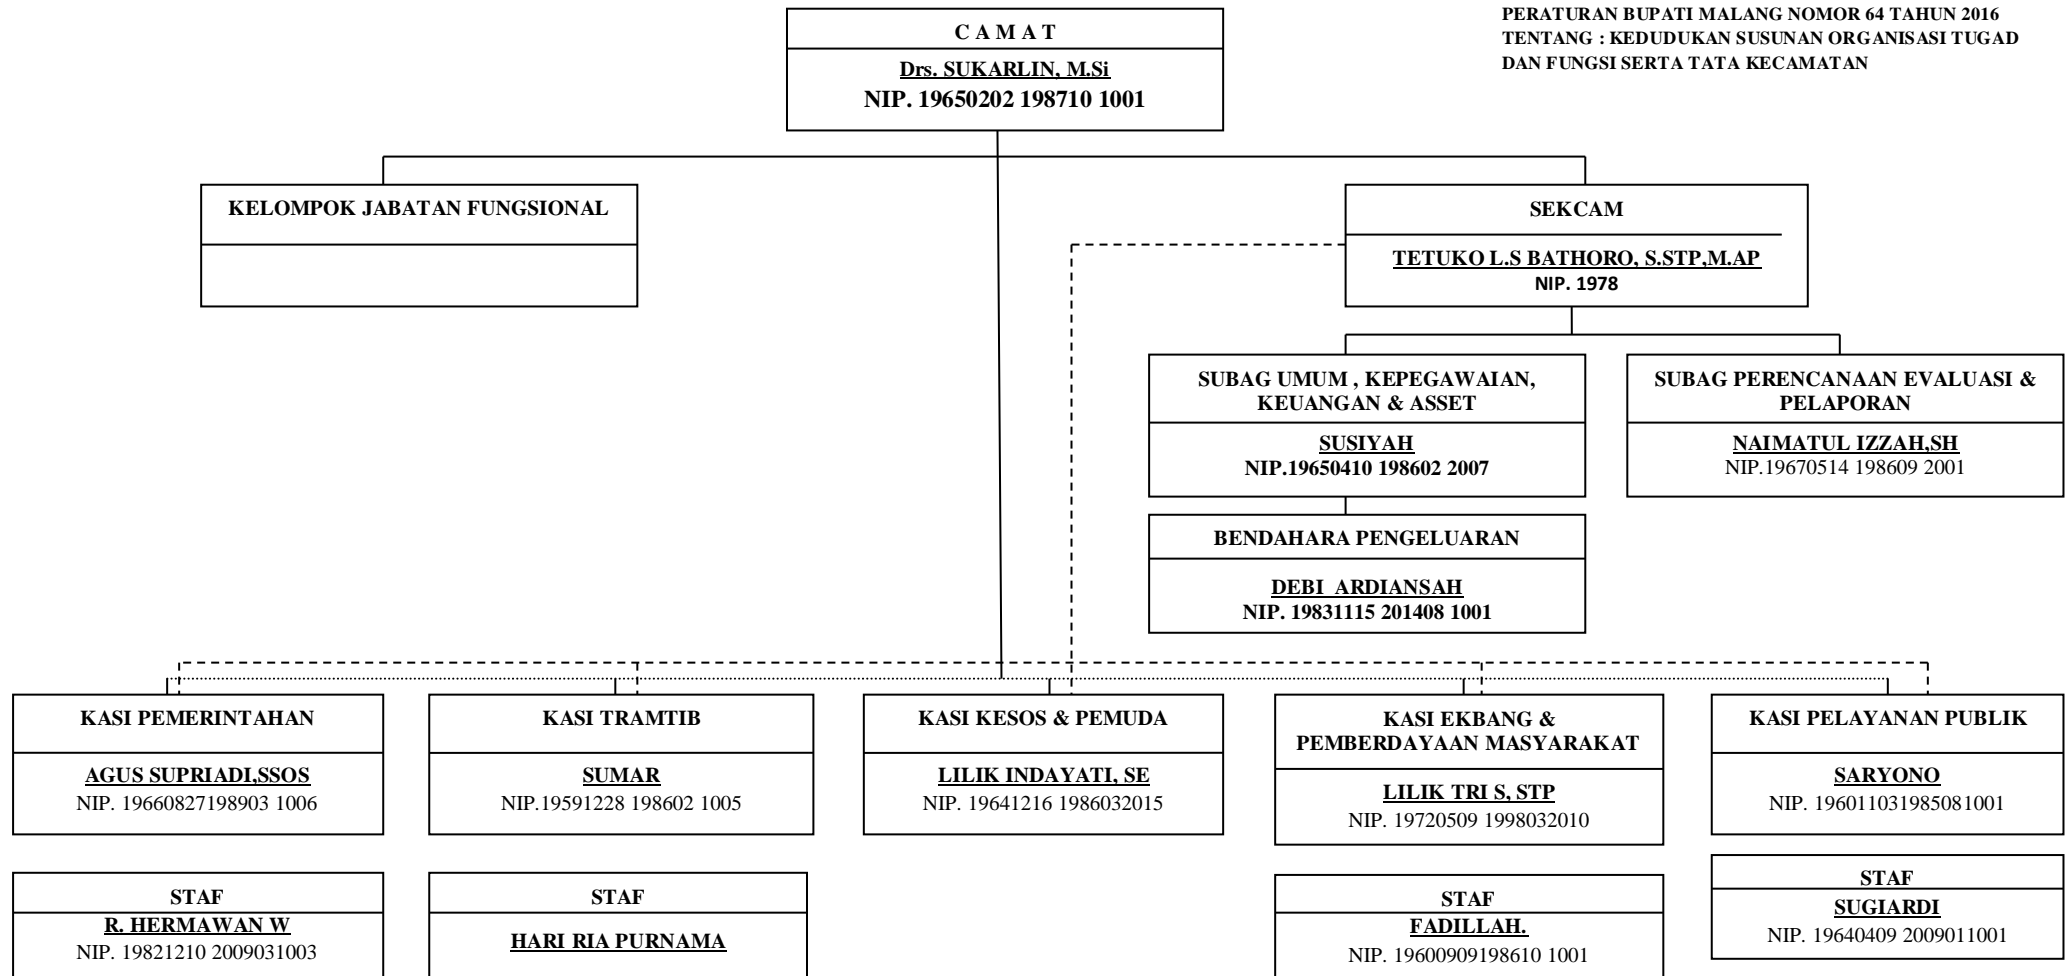 PERATURAN BUPATI MALANG NOMOR 64 TAHUN 2016
TENTANG : KEDUDUKAN SUSUNAN ORGANISASI TUGAD
DAN FUNGSI SERTA TATA KECAMATAN
C A M A T
Drs. SUKARLIN, M.Si
NIP. 19650202 198710 1001
KELOMPOK JABATAN FUNGSIONAL
SEKCAM
TETUKO L.S BATHORO, S.STP,M.AP
NIP. 1978
SUBAG UMUM , KEPEGAWAIAN,
KEUANGAN & ASSET
SUSIYAH
NIP.19650410 198602 2007
SUBAG PERENCANAAN EVALUASI &
PELAPORAN
NAIMATUL IZZAH,SH
NIP.19670514 198609 2001
BENDAHARA PENGELUARAN
DEBI ARDIANSAH
NIP. 19831115 201408 1001
KASI PEMERINTAHAN
AGUS SUPRIADI,SSOS
NIP. 19660827198903 1006
KASI TRAMTIB
SUMAR
NIP.19591228 198602 1005
KASI KESOS & PEMUDA
LILIK INDAYATI, SE
NIP. 19641216 1986032015
KASI EKBANG &
PEMBERDAYAAN MASYARAKAT
LILIK TRI S, STP
NIP. 19720509 1998032010
KASI PELAYANAN PUBLIK
SARYONO
NIP. 196011031985081001
STAF
R. HERMAWAN W
NIP. 19821210 2009031003
STAF
HARI RIA PURNAMA
STAF
FADILLAH.
NIP. 19600909198610 1001
STAF
SUGIARDI
NIP. 19640409 2009011001